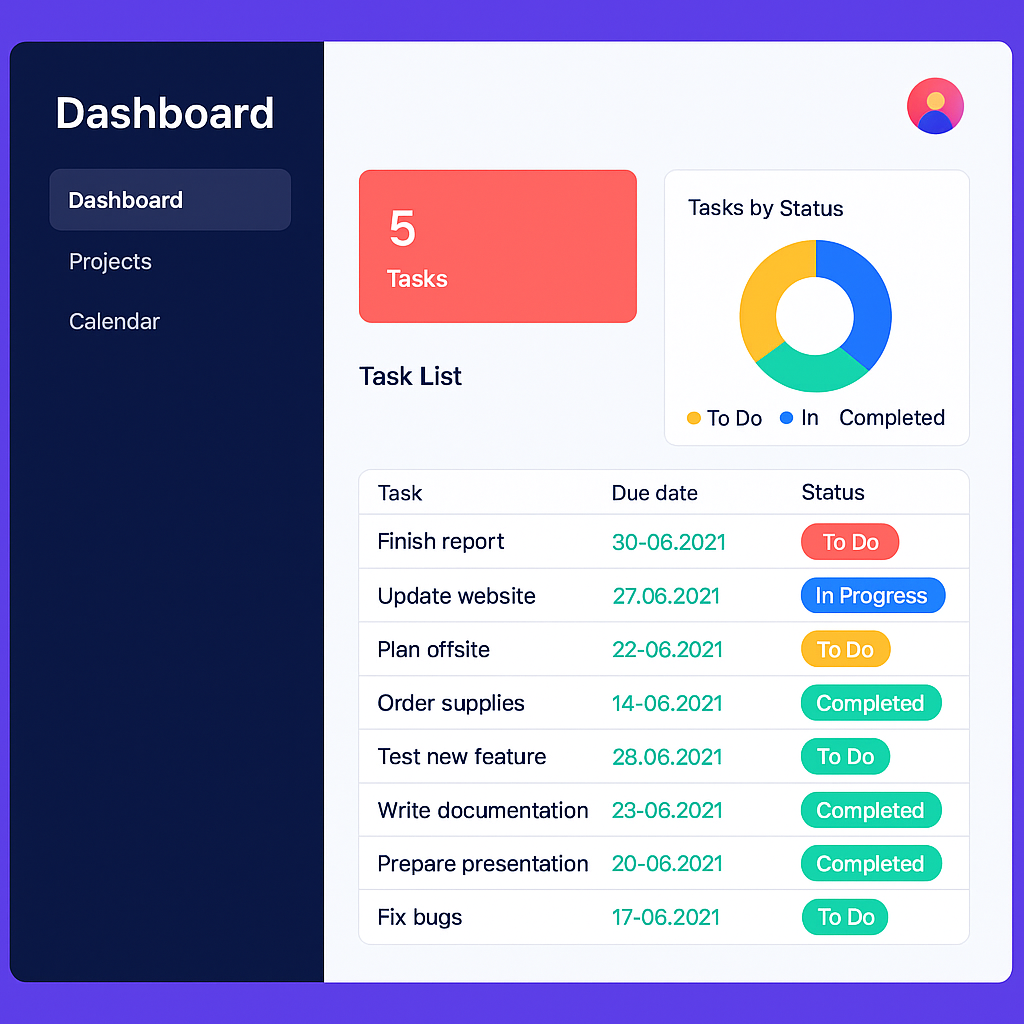 Dashboard
Dashboard
Projects
Calendar
5
Tasks
Tasks by Status
To Do In Completed
Task List
Task Due date Status
Finish report 30-06.2021 To Do
Update website 27.06.2021 In Progress
Plan offsite 22-06.2021 To Do
Order supplies 14-06.2021 Completed
Test new feature 28.06.2021 To Do
Write documentation 23-06.2021 Completed
Prepare presentation 20-06.2021 Completed
Fix bugs 17-06.2021 To Do